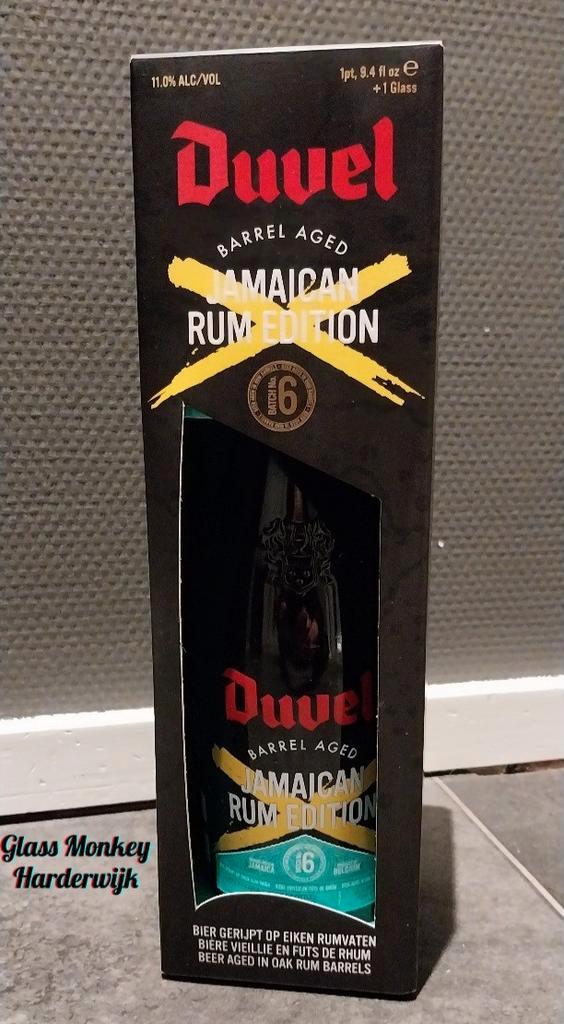 11.0% ALC/VOL
1pt, 9.4 fl oz e
+1 Glass
Duvel
BARREL AGED
JAMAICAN
RUM EDITION
BATCH No. 6
Duvel
BARREL AGED
JAMAICAN
RUM EDITION
JAMAICA
6
BELGIUM
Glass Monkey
Harderwijk
BIER GERIJPT OP EIKEN RUMVATEN
BIÈRE VIEILLIE EN FUTS DE RHUM
BEER AGED IN OAK RUM BARRELS